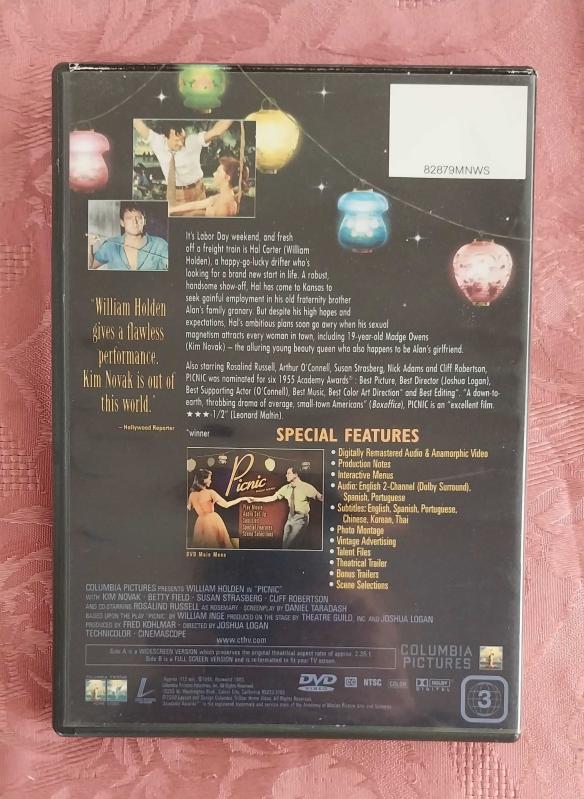 82879MNWS
It's Labor Day weekend, and fresh
off a freight train is Hal Carter (William
Holden), a happy-go-lucky drifter who's
looking for a brand new start in life. A robust,
handsome show-off, Hal has come to Kansas to
seek gainful employment in his old fraternity brother
Alan's family granary. But despite his high hopes and
expectations, Hal's ambitious plans soon go awry when his sexual
magnetism attracts every woman in town, including 19-year-old Madge Owens
(Kim Novak) – the alluring young beauty queen who also happens to be Alan's girlfriend.
"William Holden
gives a flawless
performance.
Kim Novak is out of
this world."
– Hollywood Reporter
Also starring Rosalind Russell, Arthur O'Connell, Susan Strasberg, Nick Adams and Cliff Robertson,
PICNIC was nominated for six 1955 Academy Awards®: Best Picture, Best Director (Joshua Logan),
Best Supporting Actor (O'Connell), Best Music, Best Color Art Direction* and Best Editing*. "A down-to-
earth, throbbing drama of average, small-town Americans" (Boxoffice), PICNIC is an "excellent film.
★★★-1/2" (Leonard Maltin).
*winner
SPECIAL FEATURES
• Digitally Remastered Audio & Anamorphic Video
• Production Notes
• Interactive Menus
• Audio: English 2-Channel (Dolby Surround),
Spanish, Portuguese
• Subtitles: English, Spanish, Portuguese,
Chinese, Korean, Thai
• Photo Montage
• Vintage Advertising
• Talent Files
• Theatrical Trailer
• Bonus Trailers
• Scene Selections
Picnic
Play Movie
Audio Set-Up
Subtitles
Special Features
Scene Selections
DVD Main Menu
COLUMBIA PICTURES PRESENTS WILLIAM HOLDEN IN "PICNIC"
WITH KIM NOVAK · BETTY FIELD · SUSAN STRASBERG · CLIFF ROBERTSON
AND CO-STARRING ROSALIND RUSSELL AS ROSEMARY · SCREENPLAY BY DANIEL TARADASH
BASED UPON THE PLAY "PICNIC" BY WILLIAM INGE PRODUCED ON THE STAGE BY THEATRE GUILD, INC. AND JOSHUA LOGAN
PRODUCED BY FRED KOHLMAR · DIRECTED BY JOSHUA LOGAN
TECHNICOLOR · CINEMASCOPE
www.cthv.com
Side A is a WIDESCREEN VERSION which preserves the original theatrical aspect ratio of approx. 2.35:1
Side B is a FULL SCREEN VERSION and is re-formatted to fit your TV screen.
COLUMBIA
PICTURES
DVD
VIDEO
NTSC
COLOR
DOLBY
DIGITAL
3